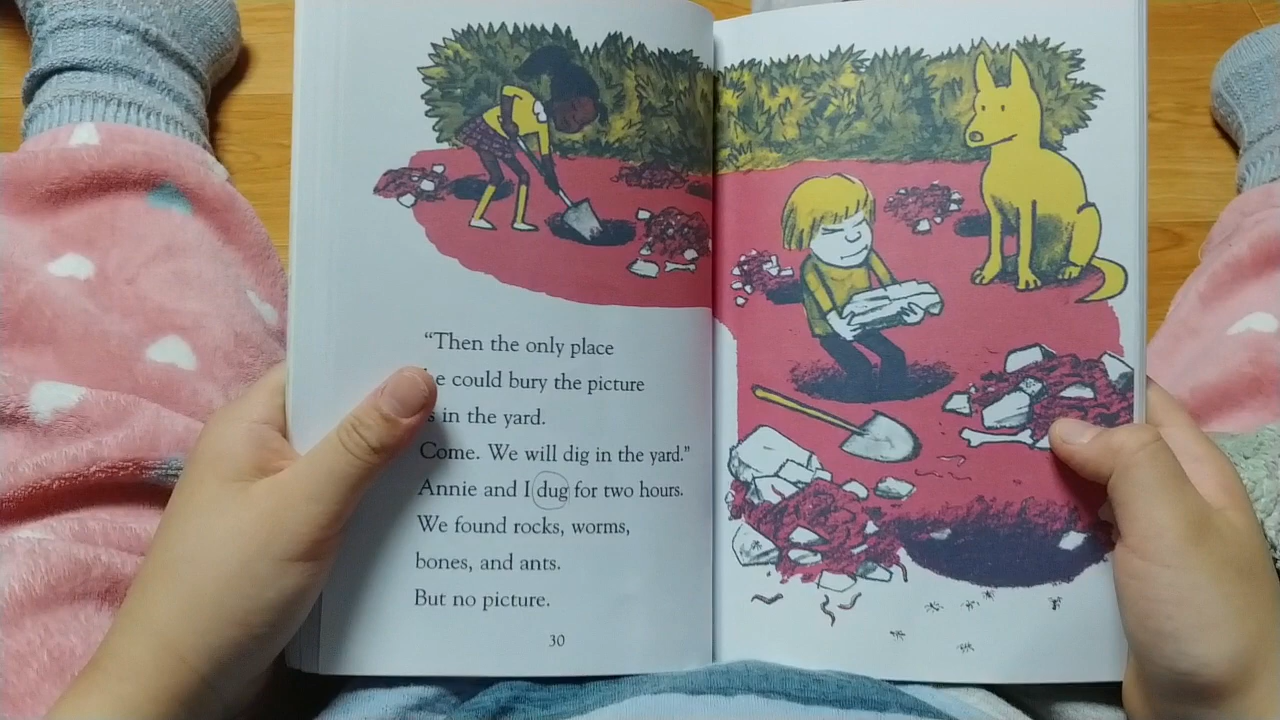 “Then the only place
e could bury the picture
s in the yard.
Come. We will dig in the yard.”
Annie and I dug for two hours.
We found rocks, worms,
bones, and ants.
But no picture.
30